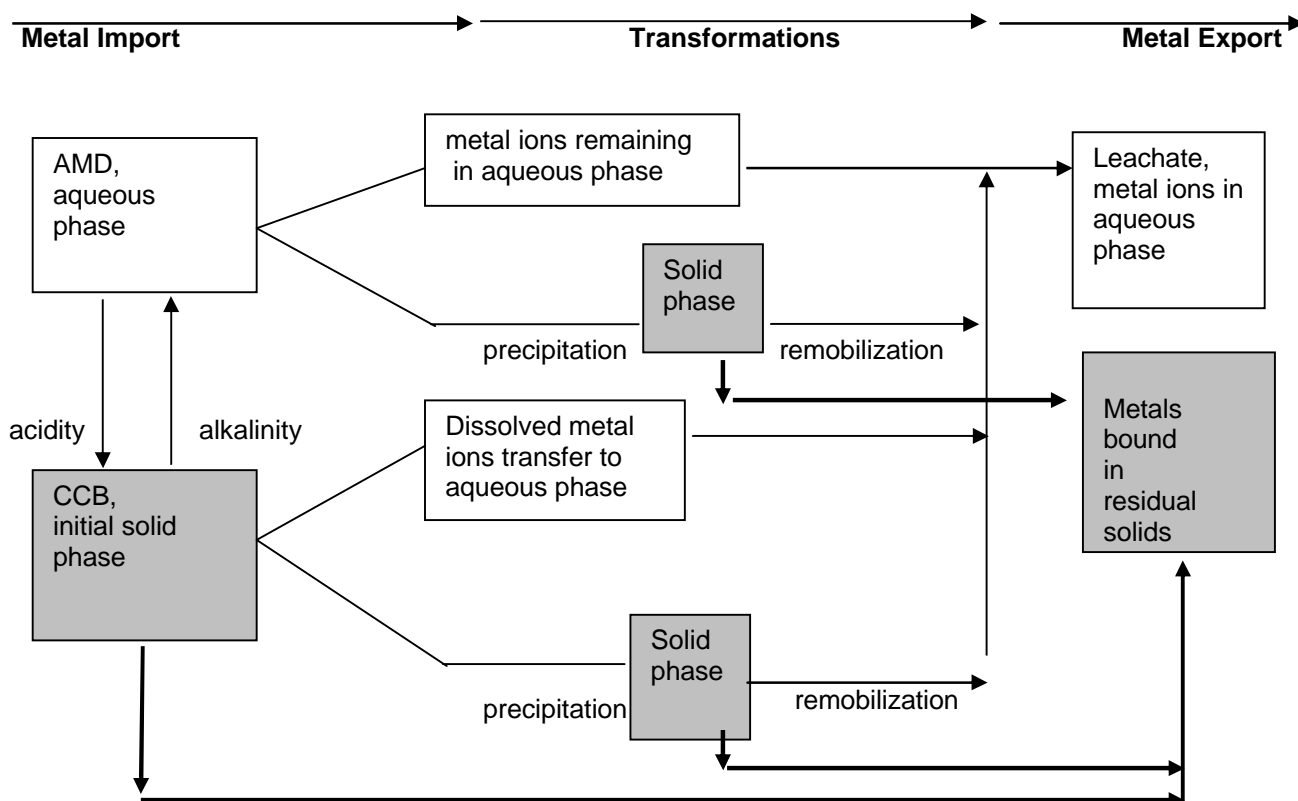 Metal Import
Transformations
Metal Export
AMD,
aqueous
phase
metal ions remaining
in aqueous phase
Leachate,
metal ions in
aqueous
phase
Solid
phase
precipitation
remobilization
acidity
alkalinity
Dissolved metal
ions transfer to
aqueous phase
Metals
bound
in
residual
solids
CCB,
initial solid
phase
Solid
phase
precipitation
remobilization